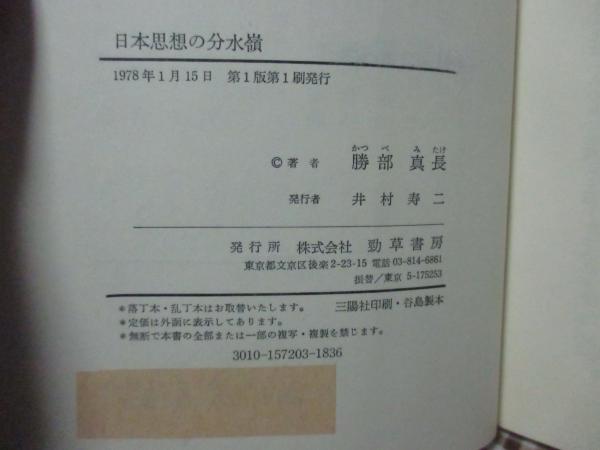 日本思想の分水嶺
1978年1月15日 第1版第1刷発行
かつ べ み たけ
©著者 勝部真長
発行者 井村寿二
発行所 株式会社 勁草書房
東京都文京区後楽2-23-15 電話03-814-6861
振替/東京 5-175253
*落丁本・乱丁本はお取替いたします。 三陽社印刷・谷島製本
*定価は外函に表示してあります。
*無断で本書の全部または一部の複写・複製を禁じます。
3010-157203-1836